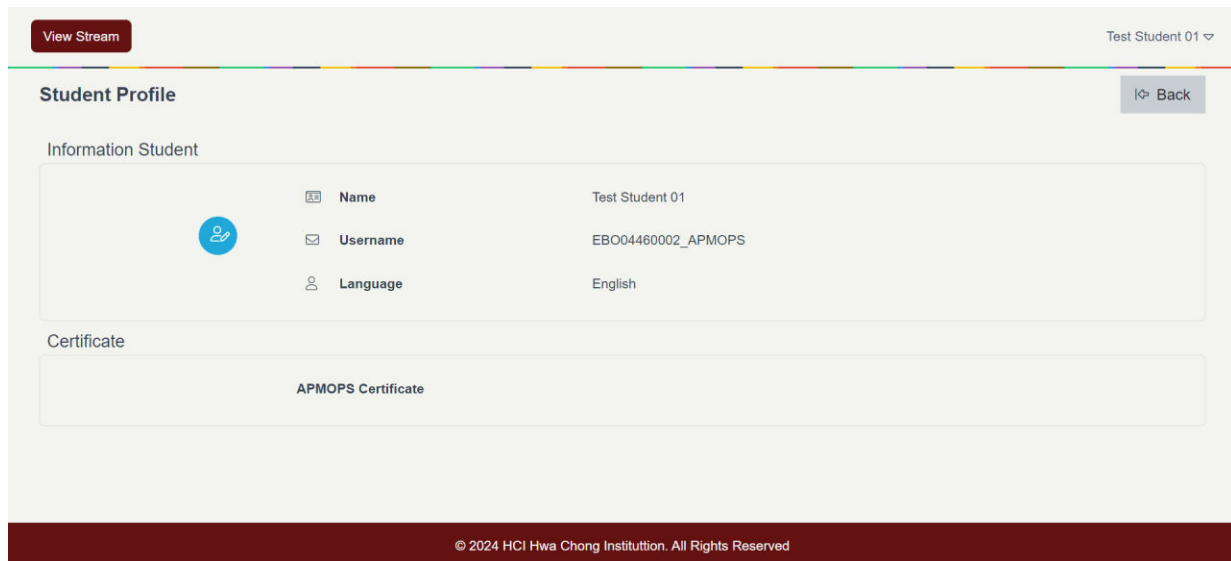 View Stream
Test Student 01
Student Profile
Back
Information Student
Name
Test Student 01
Username
EBO04460002_APMOPS
Language
English
Certificate
APMOPS Certificate
© 2024 HCI Hwa Chong Instituttion. All Rights Reserved